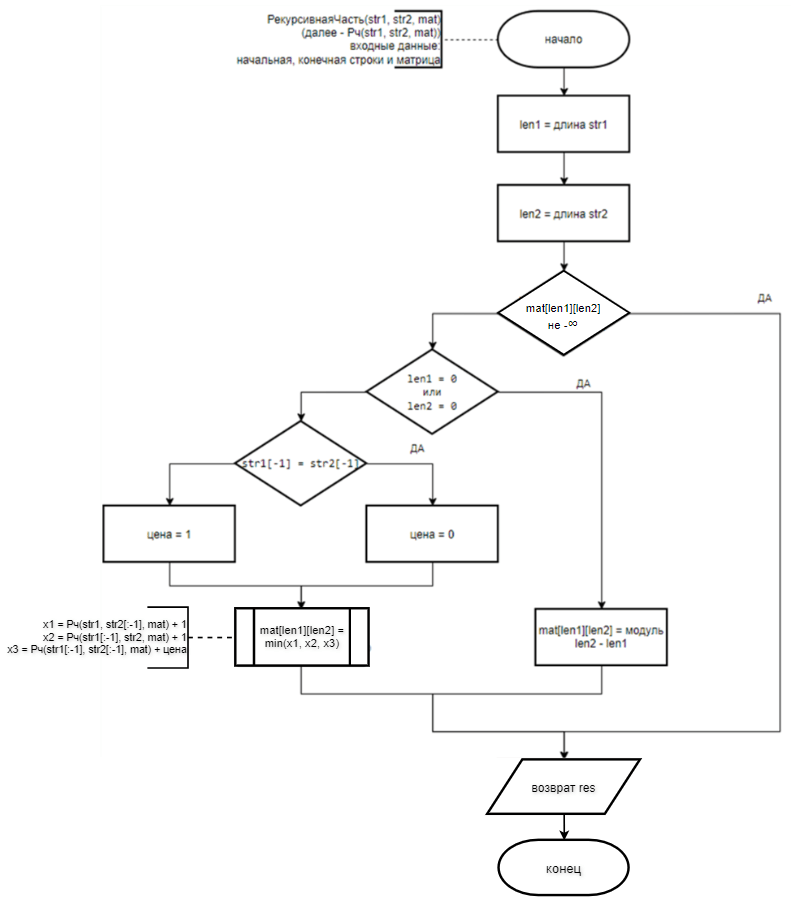 РекурсивнаяЧасть(str1, str2, mat)
(далее - Рч(str1, str2, mat))
входные данные:
начальная, конечная строки и матрица
начало
len1 = длина str1
len2 = длина str2
mat[len1][len2]
не -∞
ДА
len1 = 0
или
len2 = 0
ДА
str1[-1] = str2[-1]
ДА
цена = 1
цена = 0
x1 = Рч(str1, str2[:-1], mat) + 1
x2 = Рч(str1[:-1], str2, mat) + 1
x3 = Рч(str1[:-1], str2[:-1], mat) + цена
mat[len1][len2] =
min(x1, x2, x3)
mat[len1][len2] = модуль
len2 - len1
возврат res
конец